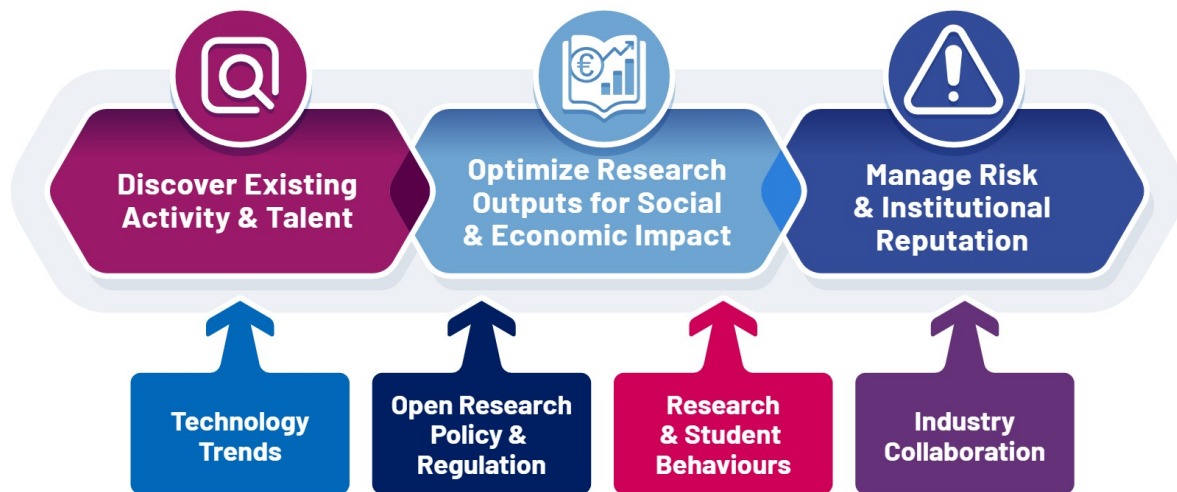 €
Discover Existing
Activity & Talent
Optimize Research
Outputs for Social
& Economic Impact
Manage Risk
& Institutional
Reputation
Technology
Trends
Open Research
Policy &
Regulation
Research
& Student
Behaviours
Industry
Collaboration